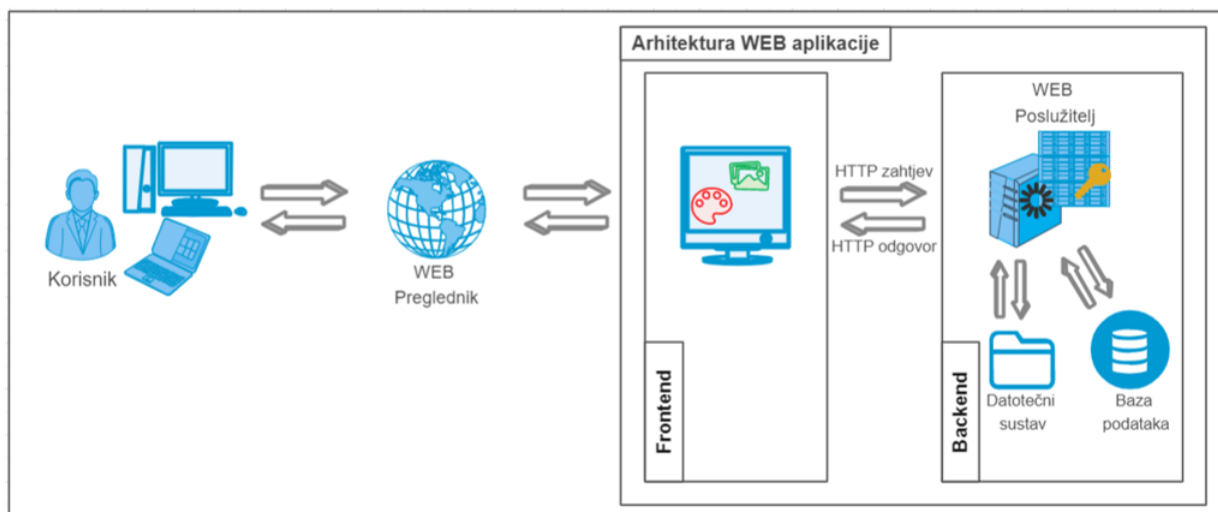 Arhitektura WEB aplikacije
Korisnik
WEB
Preglednik
Frontend
HTTP zahtjev
HTTP odgovor
WEB
Poslužitelj
Backend
Datotečni
sustav
Baza
podataka